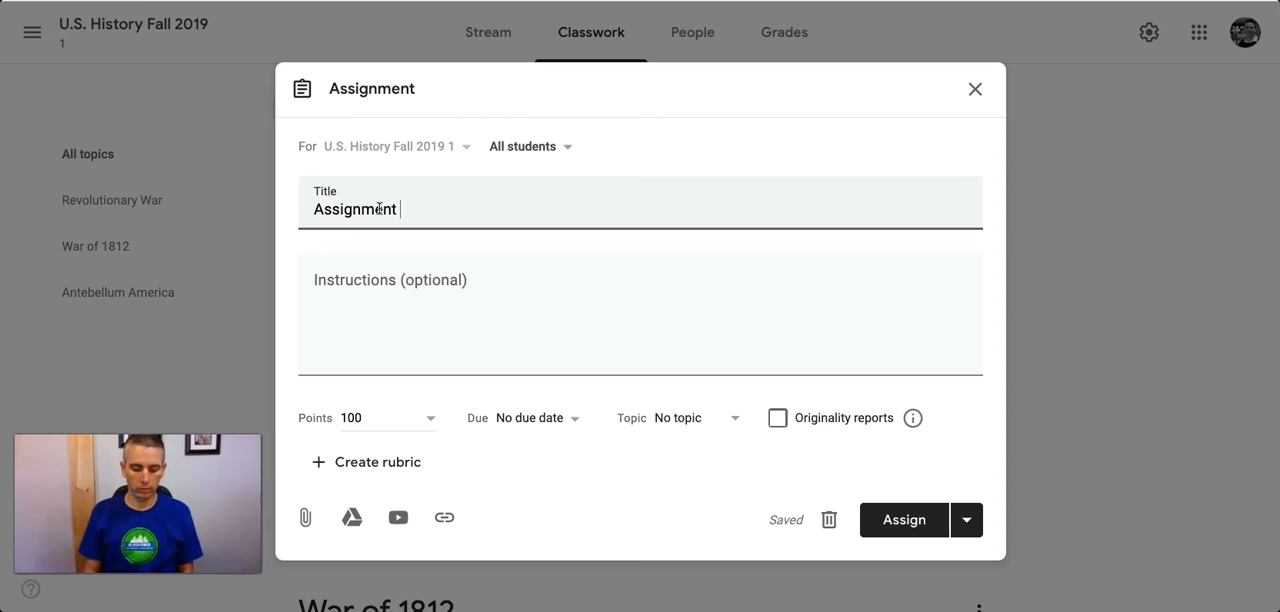 U.S. History Fall 2019
1
Stream
Classwork
People
Grades
Assignment
For U.S. History Fall 2019 1 All students
Title
Assignment
Instructions (optional)
All topics
Revolutionary War
War of 1812
Antebellum America
Points 100 Due No due date Topic No topic Originality reports
+ Create rubric
Saved
Assign
War of 1812